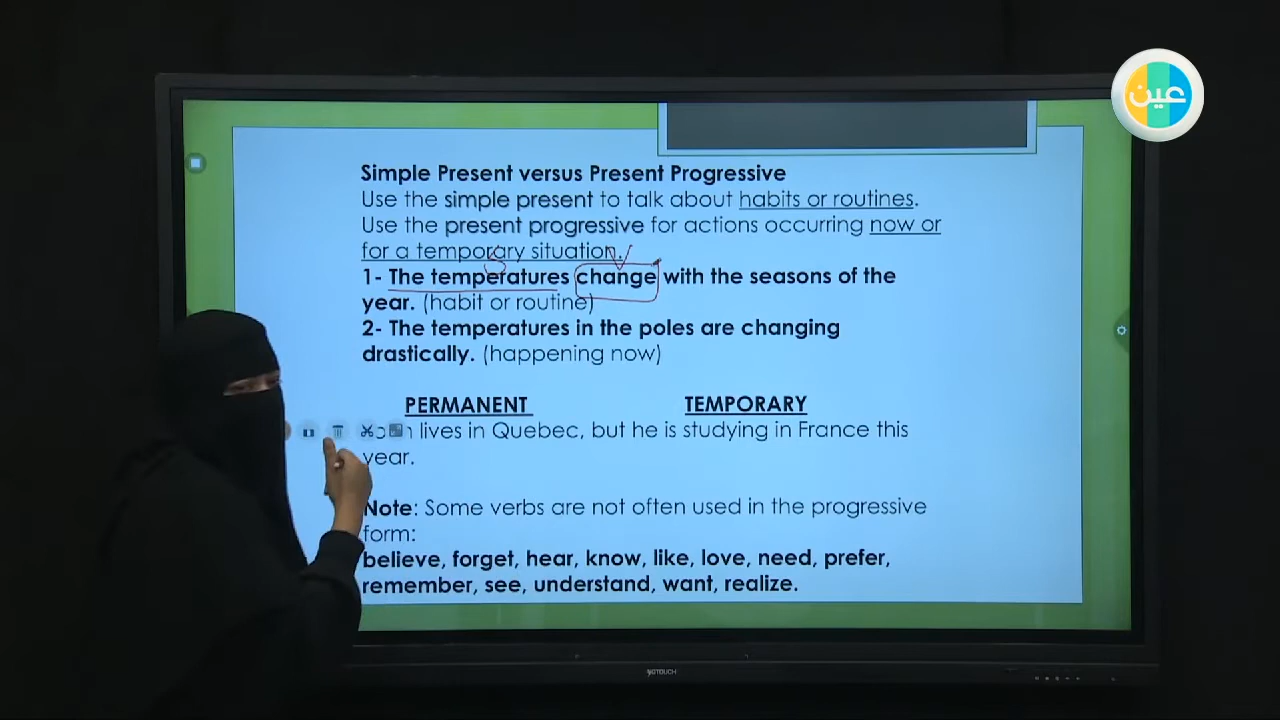 عين
Simple Present versus Present Progressive
Use the simple present to talk about habits or routines.
Use the present progressive for actions occurring now or
for a temporary situation.
S V
1- The temperatures change with the seasons of the
year. (habit or routine)
2- The temperatures in the poles are changing
drastically. (happening now)
PERMANENT TEMPORARY
lives in Quebec, but he is studying in France this
year.
Note: Some verbs are not often used in the progressive
form:
believe, forget, hear, know, like, love, need, prefer,
remember, see, understand, want, realize.
YQTOUCH